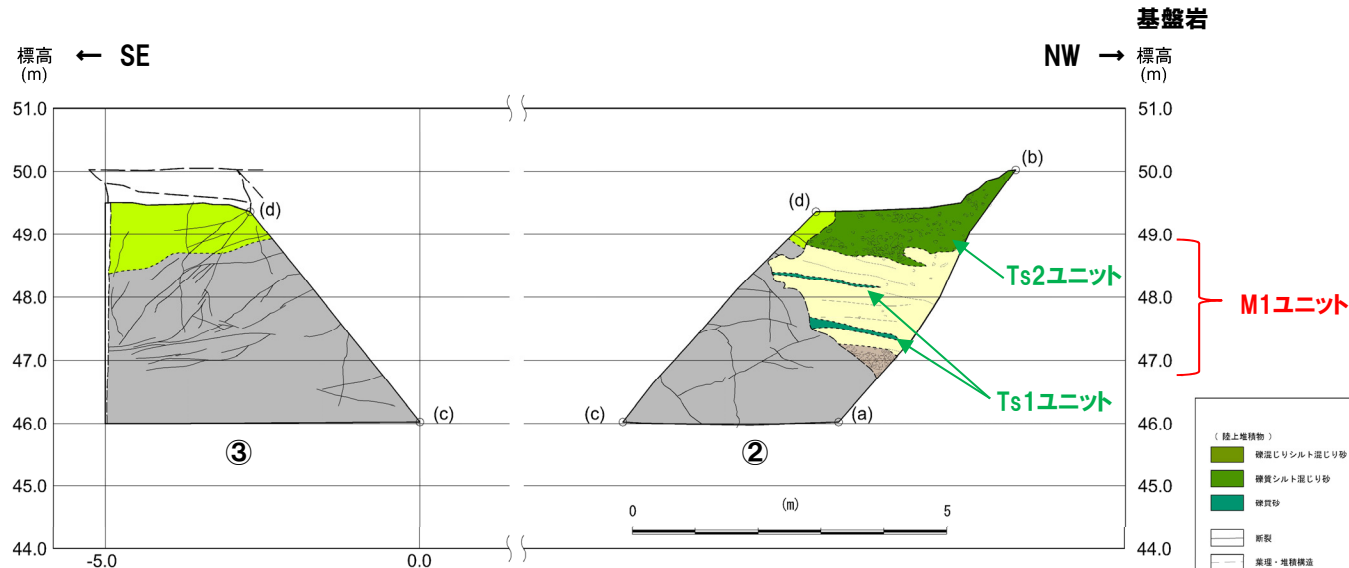 基盤岩
標高
(m)
← SE
NW →
標高
(m)
51.0
51.0
50.0
50.0
49.0
49.0
48.0
48.0
47.0
47.0
46.0
46.0
45.0
45.0
44.0
44.0
(d)
(c)
③
-5.0
0.0
(b)
(d)
(c)
(a)
②
Ts2ユニット
M1ユニット
Ts1ユニット
0
(m)
5
( 陸上堆積物 )
礫混じりシルト混じり砂
礫質シルト混じり砂
礫質砂
断裂
葉理・堆積構造